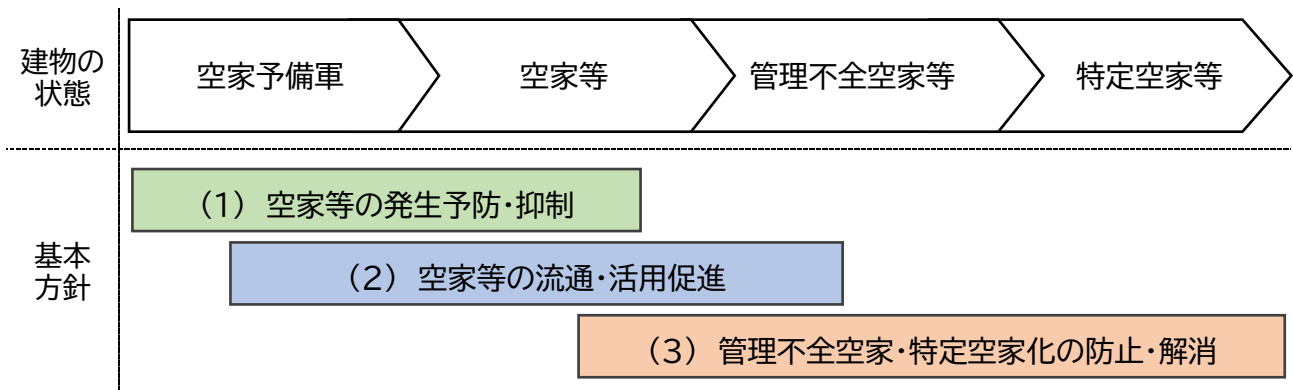 建物の
状態
空家予備軍
空家等
管理不全空家等
特定空家等
基本
方針
(1) 空家等の発生予防・抑制
(2) 空家等の流通・活用促進
(3) 管理不全空家・特定空家化の防止・解消